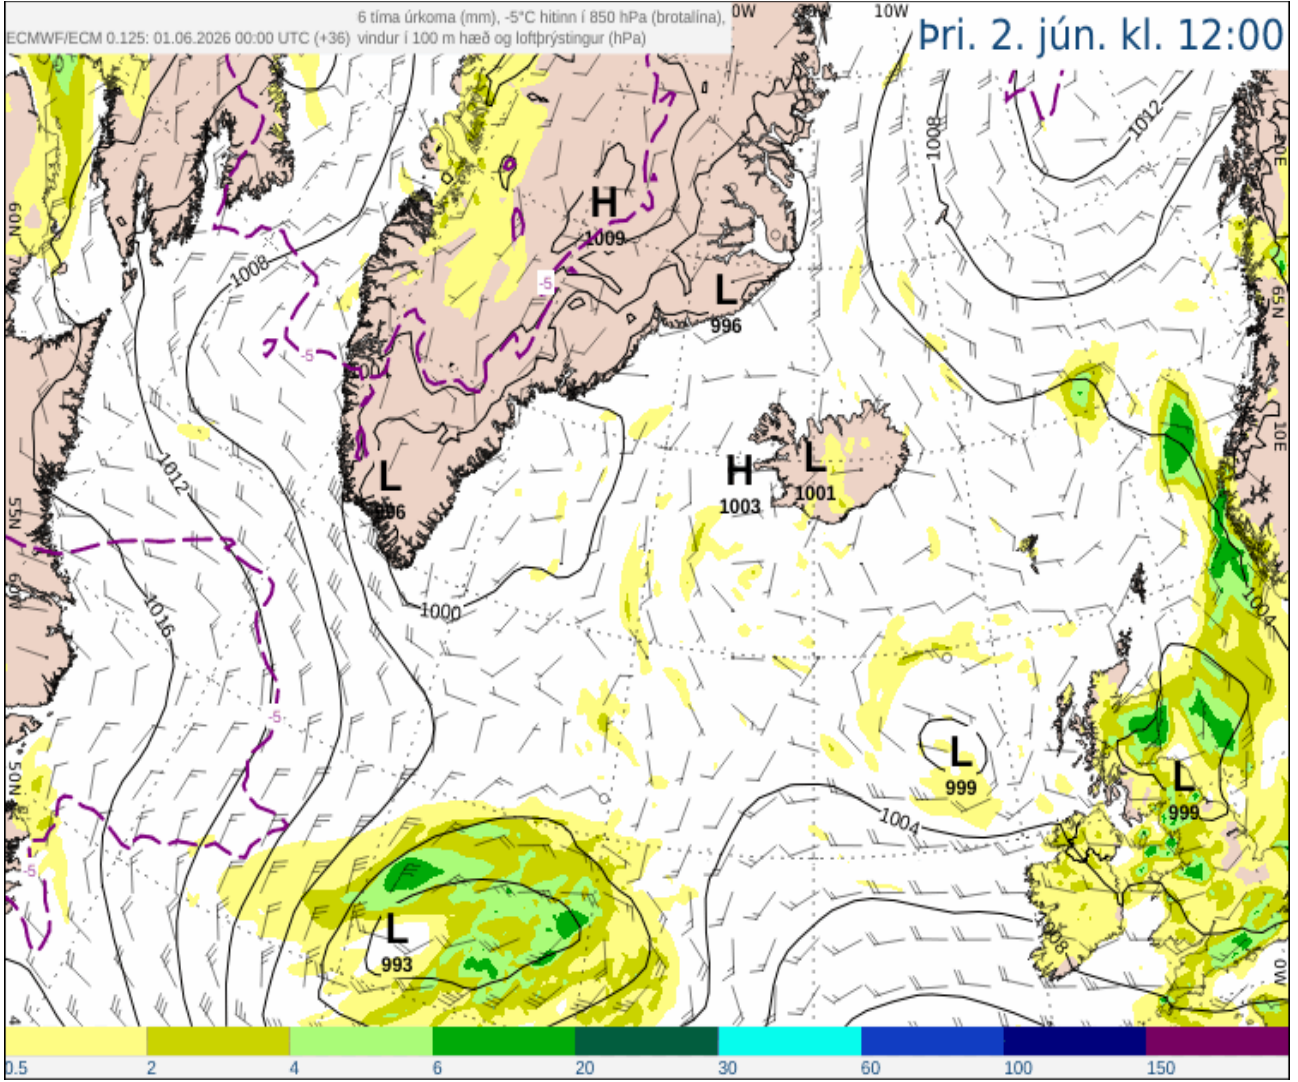 6 tíma úrkoma (mm), -5°C hitinn í 850 hPa (brotalína),
ECMWF/ECM 0.125: 01.06.2026 00:00 UTC (+36) vindur í 100 m hæð og loftþrýstingur (hPa)
Þri. 2. jún. kl. 12:00
10W
1012
1008
60N
H
1009
1008
-5
L
996
65N
-5
10E
1012
L
996
H
1003
L
1001
55N
1000
1004
1016
-5
L
999
L
999
50N
1004
-5
L
993
0W
0.5
2
4
6
20
30
60
100
150